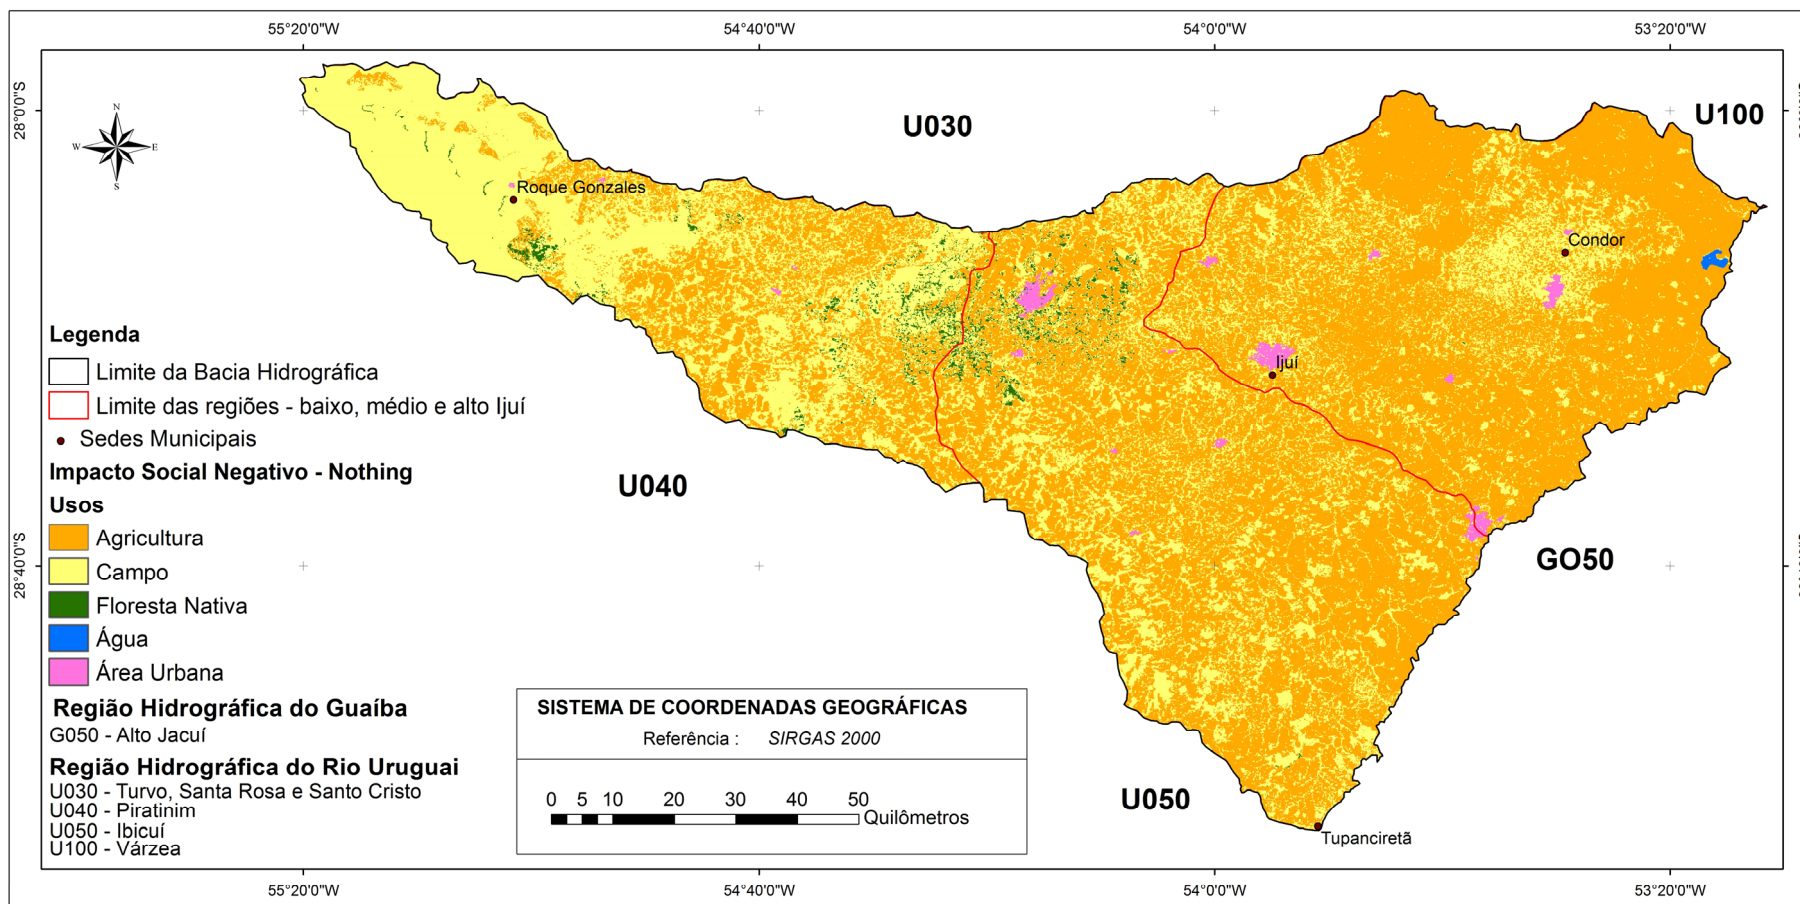 55°20'0"W 54°40'0"W 54°0'0"W 53°20'0"W
28°0'0"S
28°40'0"S
N
W E
S
U030
U100
Roque Gonzales
Condor
Ijuí
U040
GO50
U050
Tupanciretã
Legenda
Limite da Bacia Hidrográfica
Limite das regiões - baixo, médio e alto Ijuí
Sedes Municipais
Impacto Social Negativo - Nothing
Usos
Agricultura
Campo
Floresta Nativa
Água
Área Urbana
Região Hidrográfica do Guaíba
G050 - Alto Jacuí
Região Hidrográfica do Rio Uruguai
U030 - Turvo, Santa Rosa e Santo Cristo
U040 - Piratinim
U050 - Ibicuí
U100 - Várzea
SISTEMA DE COORDENADAS GEOGRÁFICAS
Referência : SIRGAS 2000
0 5 10 20 30 40 50
Quilômetros
55°20'0"W 54°40'0"W 54°0'0"W 53°20'0"W